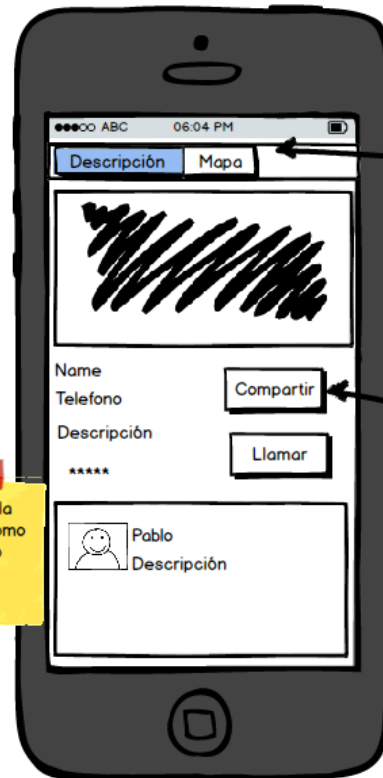 ABC 06:04 PM
Descripción Mapa
Name
Telefono
Compartir
Descripción
Llamar
*****
Pablo
Descripción